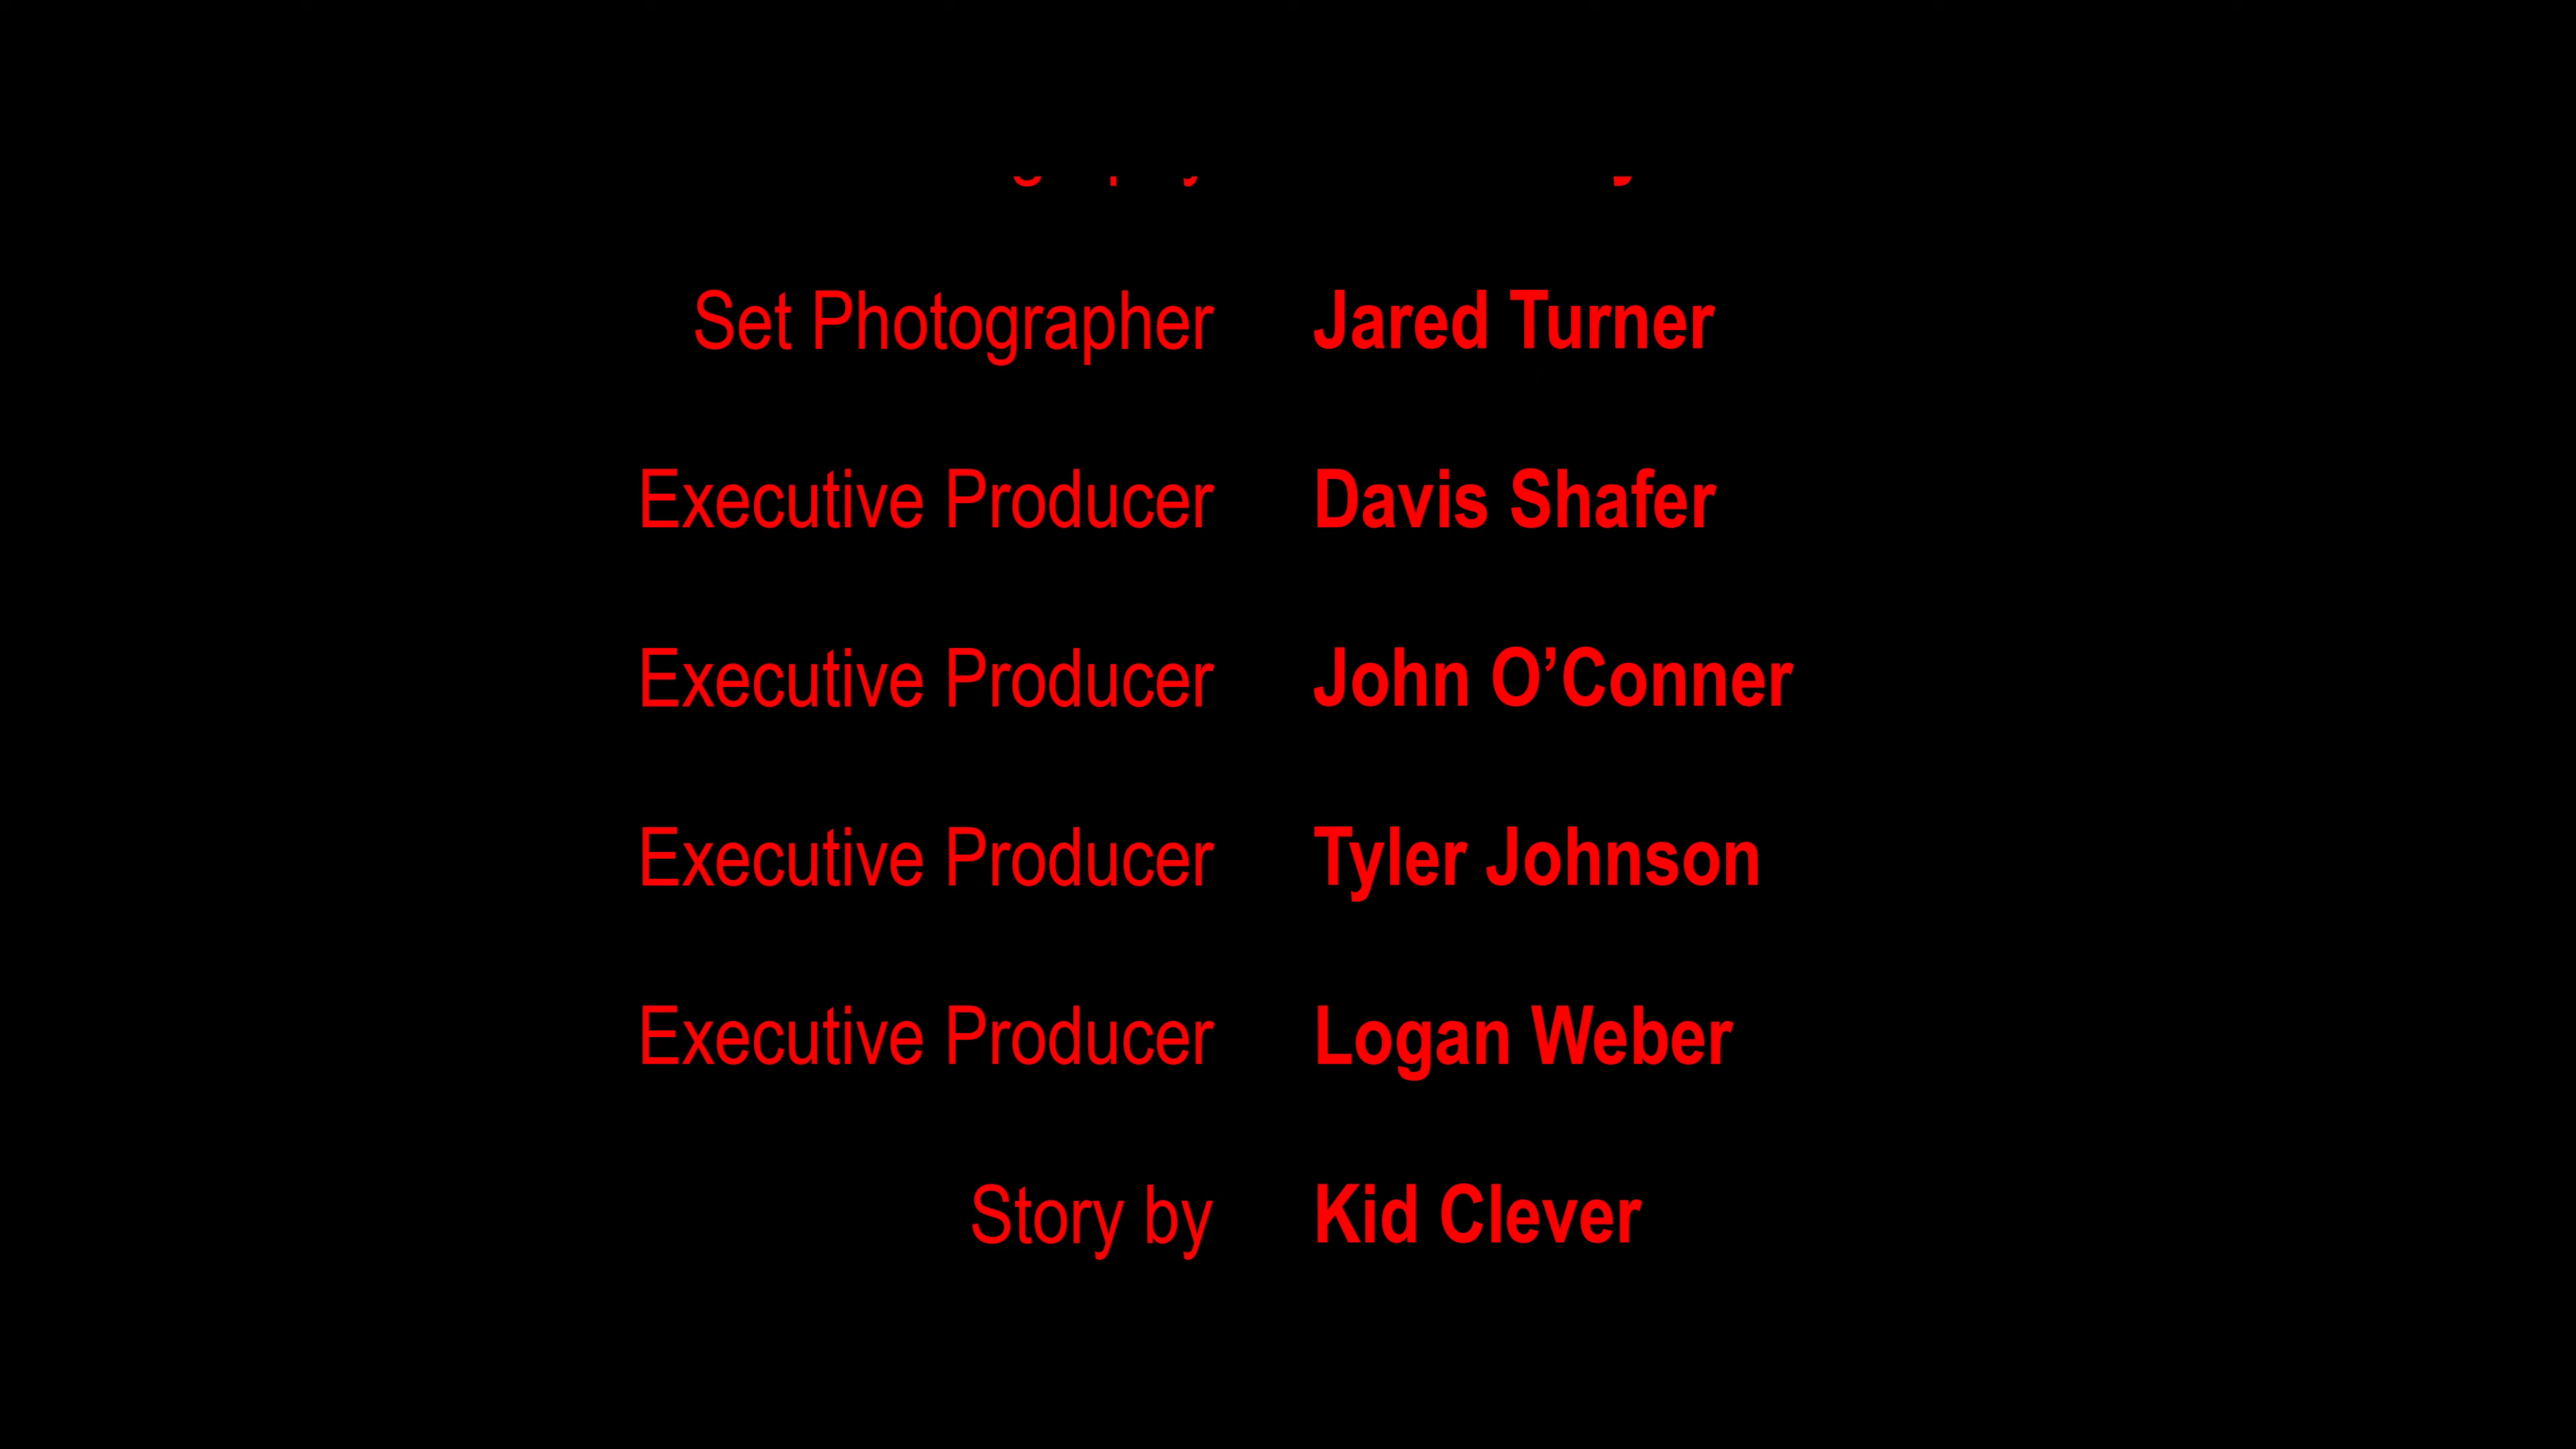 Set Photographer Jared Turner
Executive Producer Davis Shafer
Executive Producer John O’Conner
Executive Producer Tyler Johnson
Executive Producer Logan Weber
Story by Kid Clever